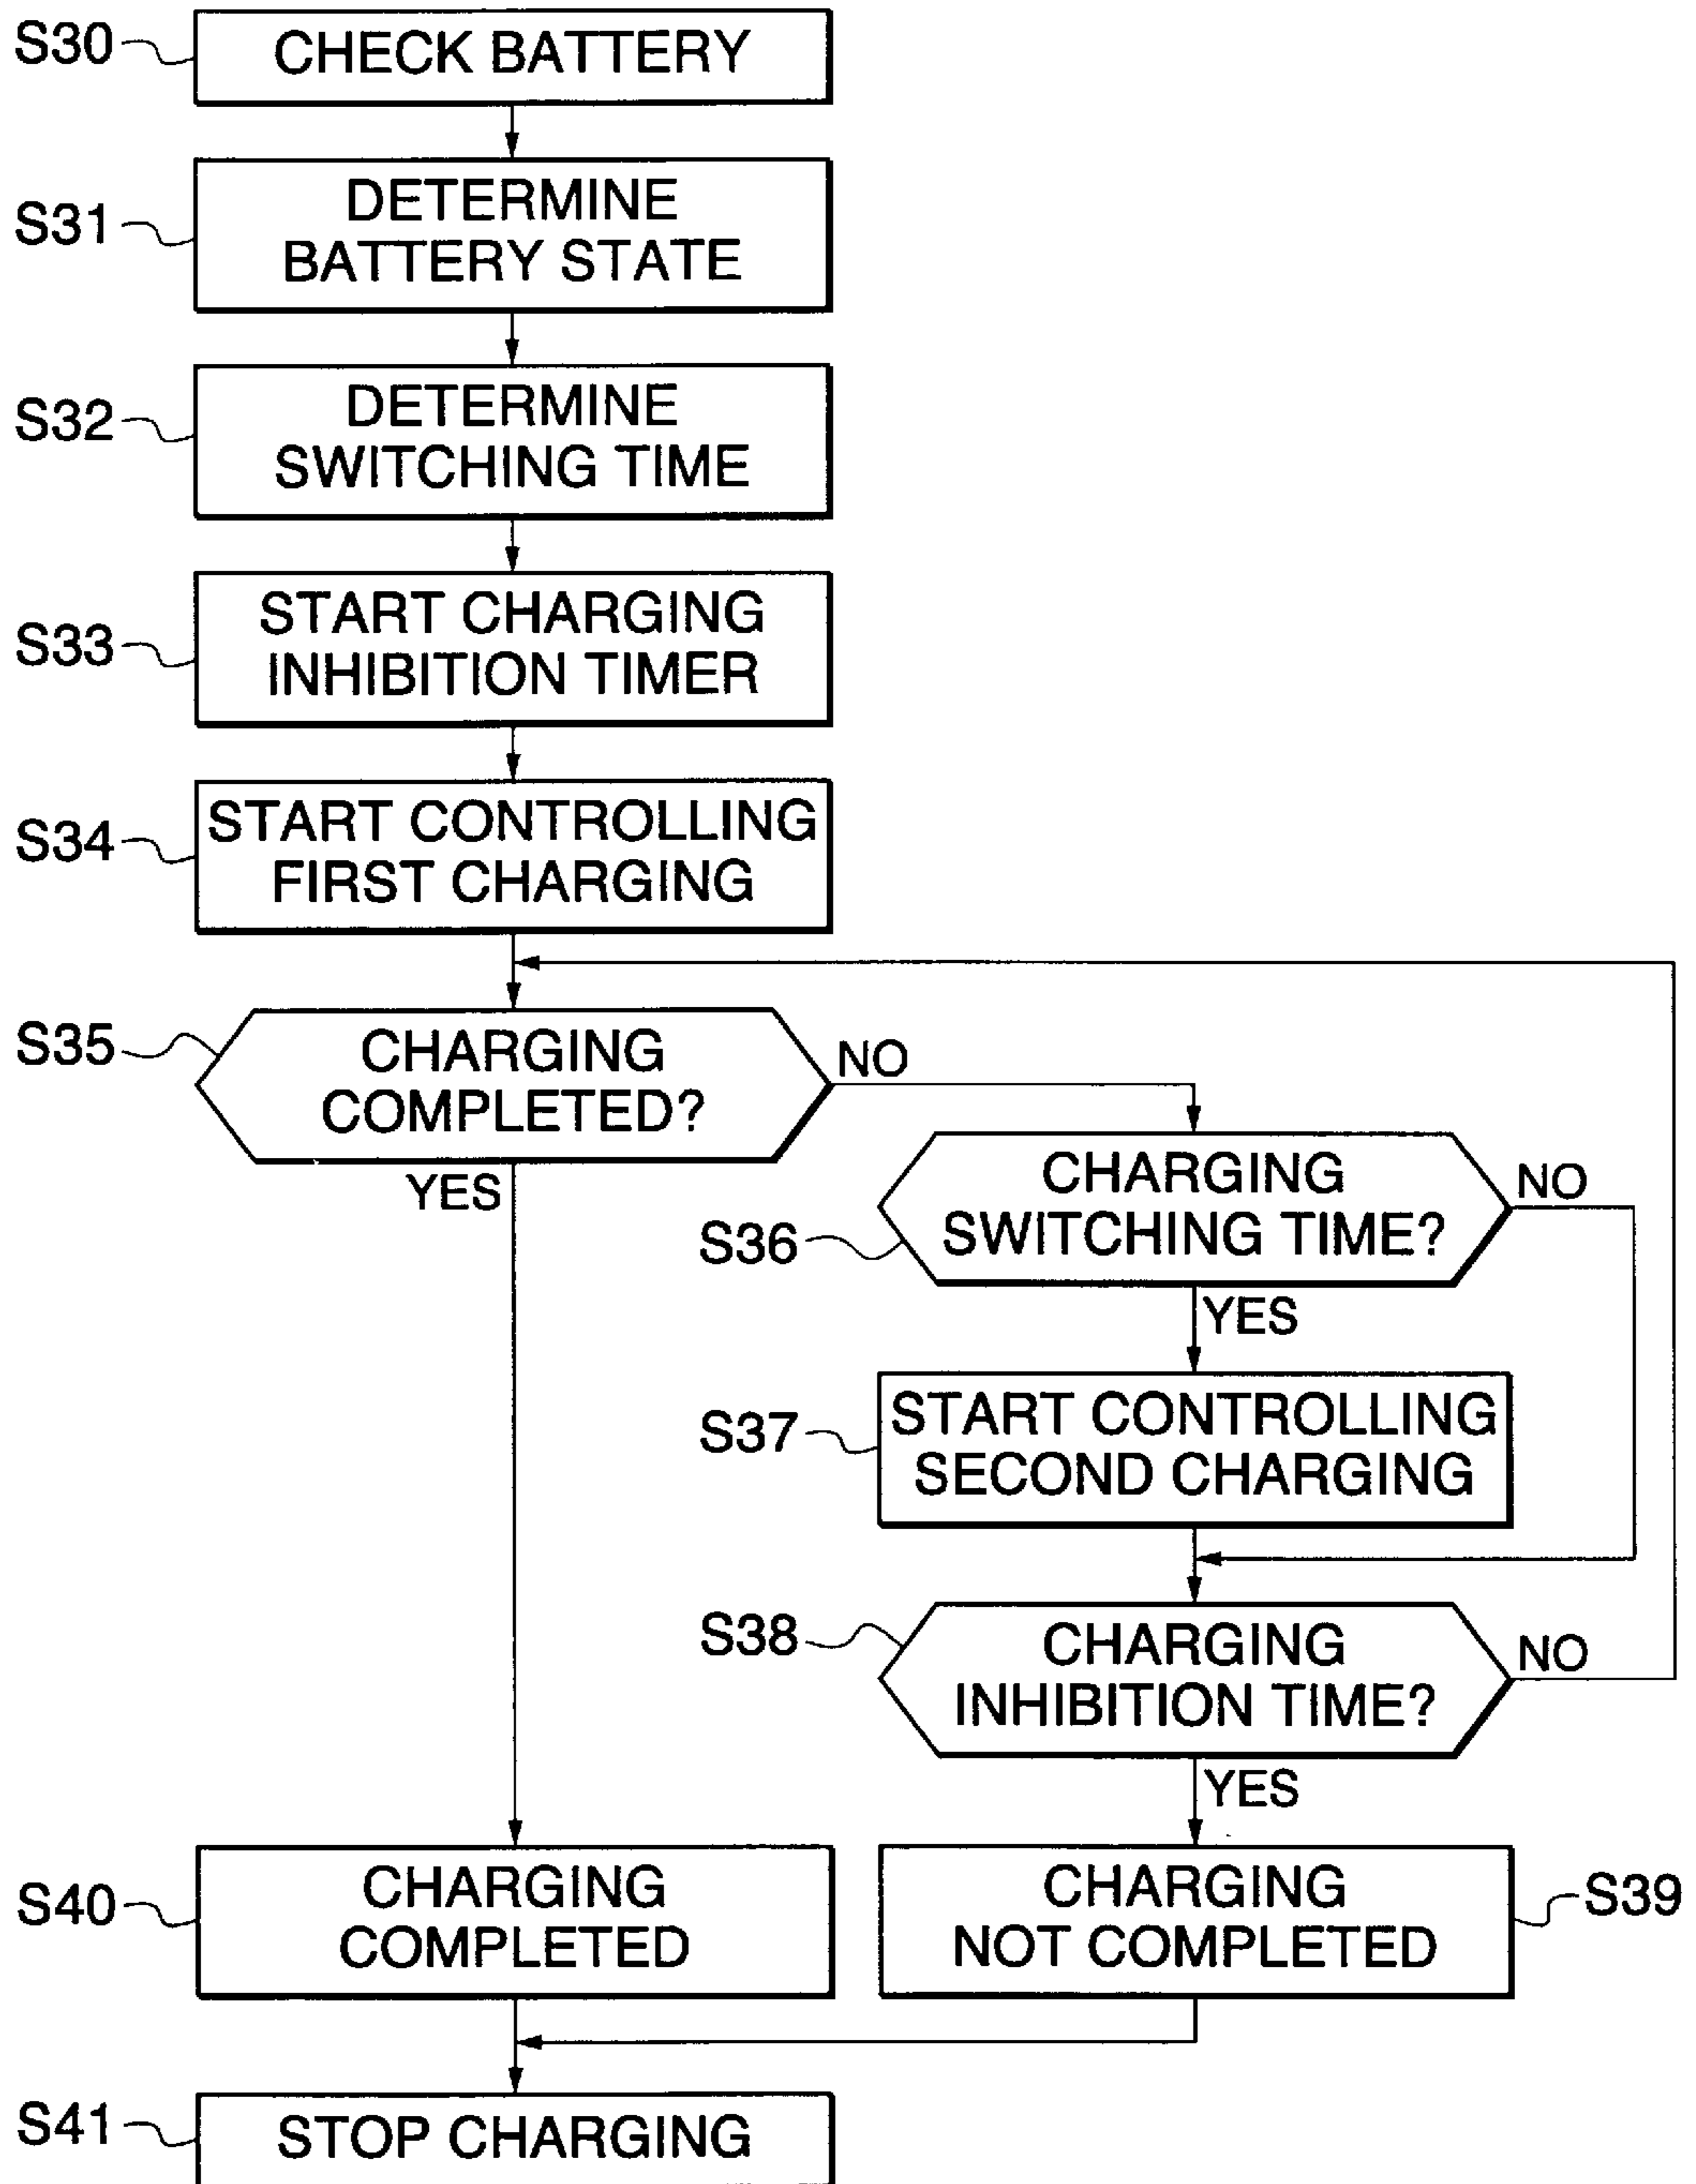 S30
CHECK BATTERY
S31
DETERMINE
BATTERY STATE
S32
DETERMINE
SWITCHING TIME
S33
START CHARGING
INHIBITION TIMER
S34
START CONTROLLING
FIRST CHARGING
S35
CHARGING
COMPLETED?
NO
YES
S36
CHARGING
SWITCHING TIME?
NO
YES
S37
START CONTROLLING
SECOND CHARGING
S38
CHARGING
INHIBITION TIME?
NO
YES
S40
CHARGING
COMPLETED
CHARGING
NOT COMPLETED
S39
S41
STOP CHARGING